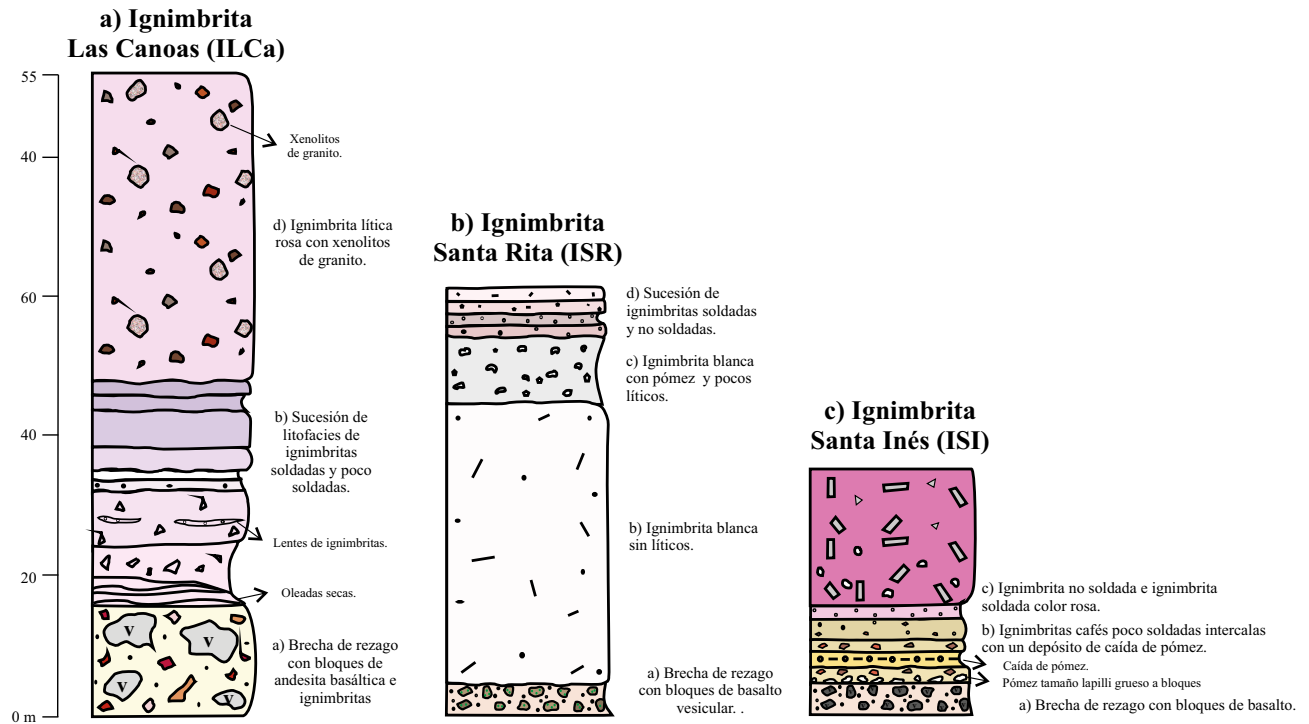 a) Ignimbrita
Las Canoas (ILCa)
55
40
60
40
20
0 m
Xenolitos
de granito.
d) Ignimbrita lítica
rosa con xenolitos
de granito.
b) Sucesión de
litofacies de
ignimbritas
soldadas y poco
soldadas.
Lentes de ignimbritas.
Oleadas secas.
a) Brecha de rezago
con bloques de
andesita basáltica e
ignimbritas
v
v
v
v
b) Ignimbrita
Santa Rita (ISR)
d) Sucesión de
ignimbritas soldadas
y no soldadas.
c) Ignimbrita blanca
con pómez y pocos
líticos.
b) Ignimbrita blanca
sin líticos.
a) Brecha de rezago
con bloques de basalto
vesicular. .
c) Ignimbrita
Santa Inés (ISI)
c) Ignimbrita no soldada e ignimbrita
soldada color rosa.
b) Ignimbritas cafés poco soldadas intercalas
con un depósito de caída de pómez.
Caída de pómez.
Pómez tamaño lapilli grueso a bloques
a) Brecha de rezago con bloques de basalto.